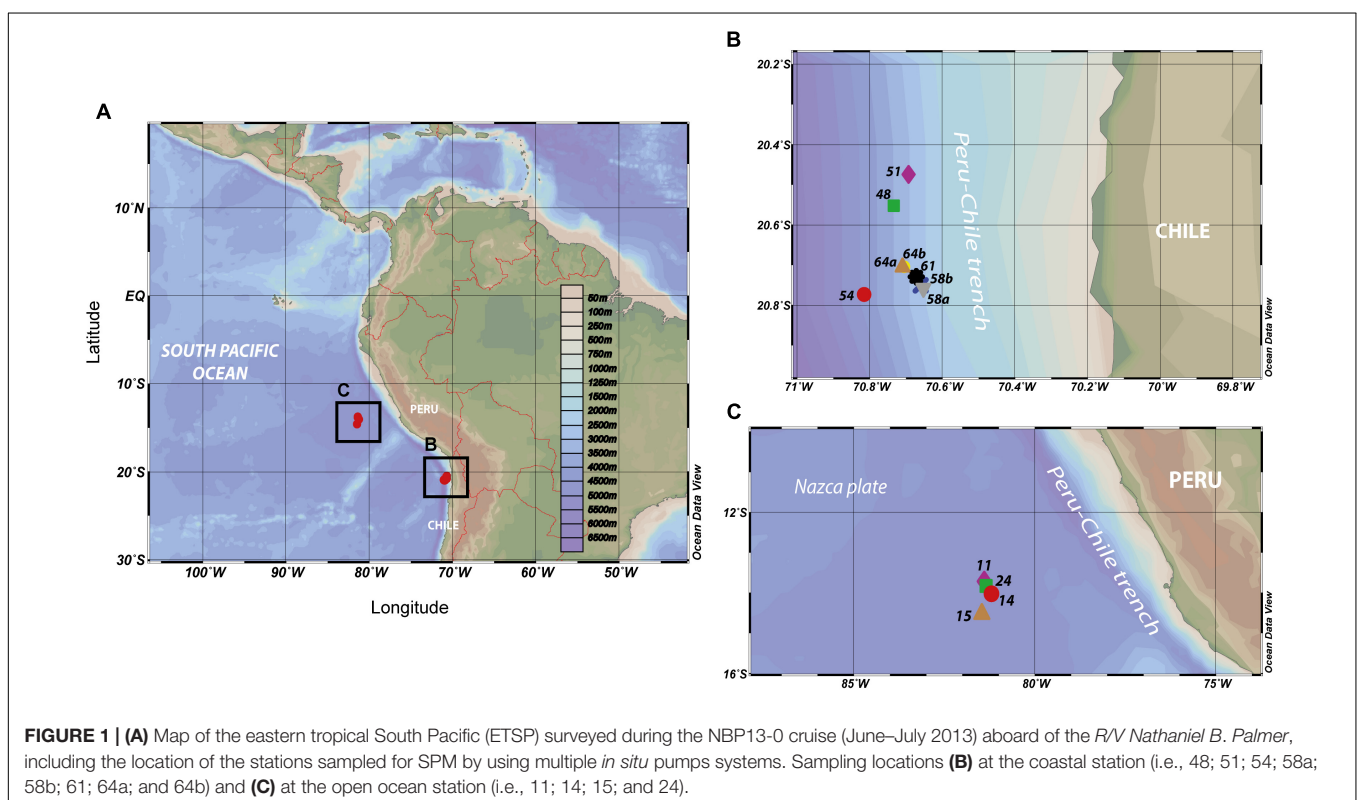 A
10˚N
EQ
10˚S
20˚S
30˚S
100˚W
90˚W
80˚W
70˚W
60˚W
50˚W
Latitude
Longitude
SOUTH PACIFIC
OCEAN
C
B
PERU
CHILE
50m
100m
250m
500m
750m
1000m
1250m
1500m
2000m
2500m
3000m
3500m
4000m
4500m
5000m
5500m
6000m
6500m
Ocean Data View
B
20.2˚S
20.4˚S
20.6˚S
20.8˚S
71˚W
70.8˚W
70.6˚W
70.4˚W
70.2˚W
70˚W
69.8˚W
51
48
64b
64a
61
58b
58a
54
Peru-Chile trench
CHILE
Ocean Data View
C
12˚S
16˚S
85˚W
80˚W
75˚W
Nazca plate
Peru-Chile trench
PERU
11
24
14
15
Ocean Data View
FIGURE 1 | (A) Map of the eastern tropical South Pacific (ETSP) surveyed during the NBP13-0 cruise (June–July 2013) aboard of the R/V Nathaniel B. Palmer,
including the location of the stations sampled for SPM by using multiple in situ pumps systems. Sampling locations (B) at the coastal station (i.e., 48; 51; 54; 58a;
58b; 61; 64a; and 64b) and (C) at the open ocean station (i.e., 11; 14; 15; and 24).